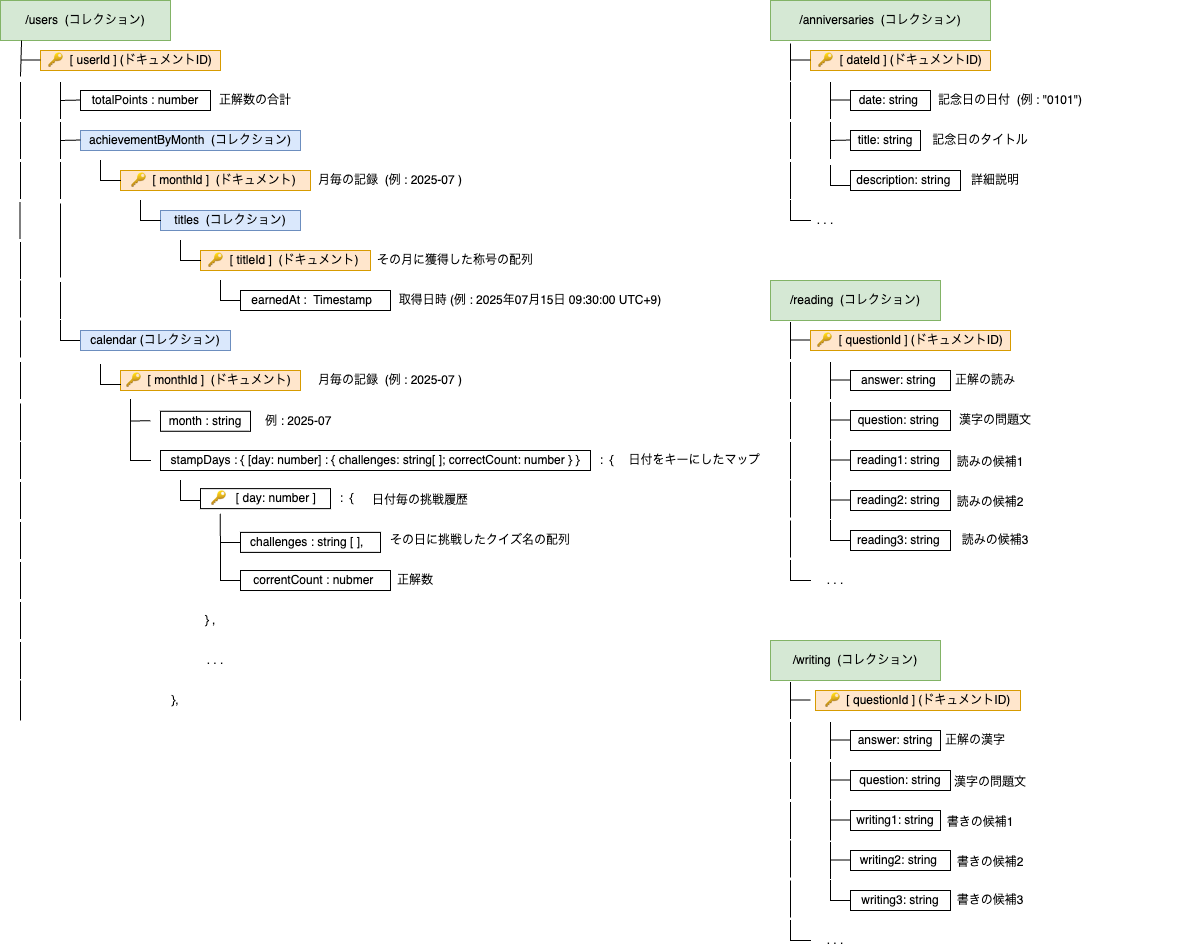 /users (コレクション)
🔑 [ userId ] (ドキュメントID)
totalPoints : number 正解数の合計
achievementByMonth (コレクション)
🔑 [ monthId ] (ドキュメント) 月毎の記録 (例 : 2025-07 )
titles (コレクション)
🔑 [ titleId ] (ドキュメント) その月に獲得した称号の配列
earnedAt : Timestamp 取得日時 (例 : 2025年07月15日 09:30:00 UTC+9)
calendar (コレクション)
🔑 [ monthId ] (ドキュメント) 月毎の記録 (例 : 2025-07 )
month : string 例 : 2025-07
stampDays : { [day: number] : { challenges: string[ ]; correctCount: number } } : { 日付をキーにしたマップ
🔑 [ day: number ] : { 日付毎の挑戦履歴
challenges : string [ ], その日に挑戦したクイズ名の配列
correntCount : nubmer 正解数
} ,
. . .
},
/anniversaries (コレクション)
🔑 [ dateId ] (ドキュメントID)
date: string 記念日の日付 (例 : "0101")
title: string 記念日のタイトル
description: string 詳細説明
. . .
/reading (コレクション)
🔑 [ questionId ] (ドキュメントID)
answer: string 正解の読み
question: string 漢字の問題文
reading1: string 読みの候補1
reading2: string 読みの候補2
reading3: string 読みの候補3
. . .
/writing (コレクション)
🔑 [ questionId ] (ドキュメントID)
answer: string 正解の漢字
question: string 漢字の問題文
writing1: string 書きの候補1
writing2: string 書きの候補2
writing3: string 書きの候補3
. . .